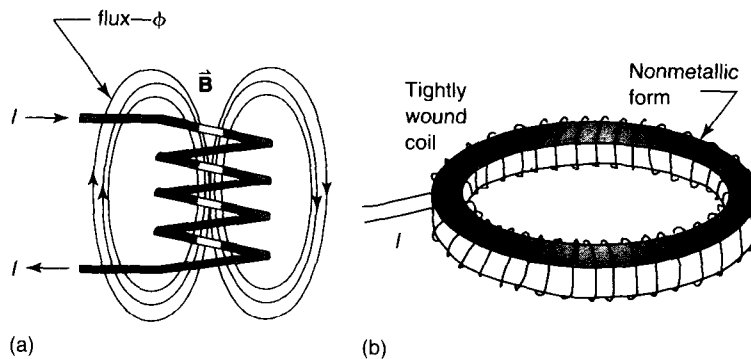 flux—ϕ
B
I
I
(a)
Tightly
wound
coil
Nonmetallic
form
I
(b)